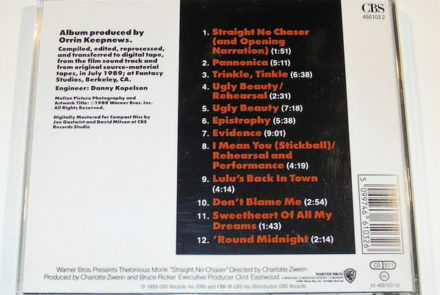 CBS
466103 2
Album produced by
Orrin Keepnews.
Compiled, edited, reprocessed,
and transferred to digital tape,
from the film sound track and
from original source-material
tapes, in July 1989; at Fantasy
Studios, Berkeley, CA.
Engineer: Danny Kopelson
Motion Picture Photography and
Artwork Title: ©1988 Warner Bros. Inc.
All Rights Reserved.
Digitally Mastered for Compact Disc by
Joe Gastwirt and David Mitson at CBS
Records Studio
1. Straight No Chaser
(and Opening
Narration) (1:51)
2. Pannonica (5:11)
3. Trinkle, Tinkle (6:38)
4. Ugly Beauty/
Rehearsal (2:31)
5. Ugly Beauty (7:18)
6. Epistrophy (5:38)
7. Evidence (9:01)
8. I Mean You (Stickball)/
Rehearsal and
Performance (4:19)
9. Lulu's Back In Town
(4:14)
10. Don't Blame Me (2:54)
11. Sweetheart Of All My
Dreams (1:43)
12. 'Round Midnight (2:14)
5 099746 610326
Warner Bros Presents Thelonious Monk "Straight, No Chaser" Directed by Charlotte Zwerin
Produced by Charlotte Zwerin and Bruce Ricker Executive Producer Clint Eastwood
WARNER BROS
01-466103-10